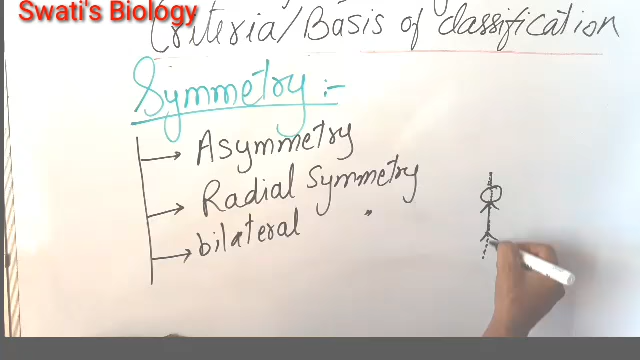 Swati's Biology
Criteria/Basis of classification
Symmetry :-
Asymmetry
Radial Symmetry
bilateral "